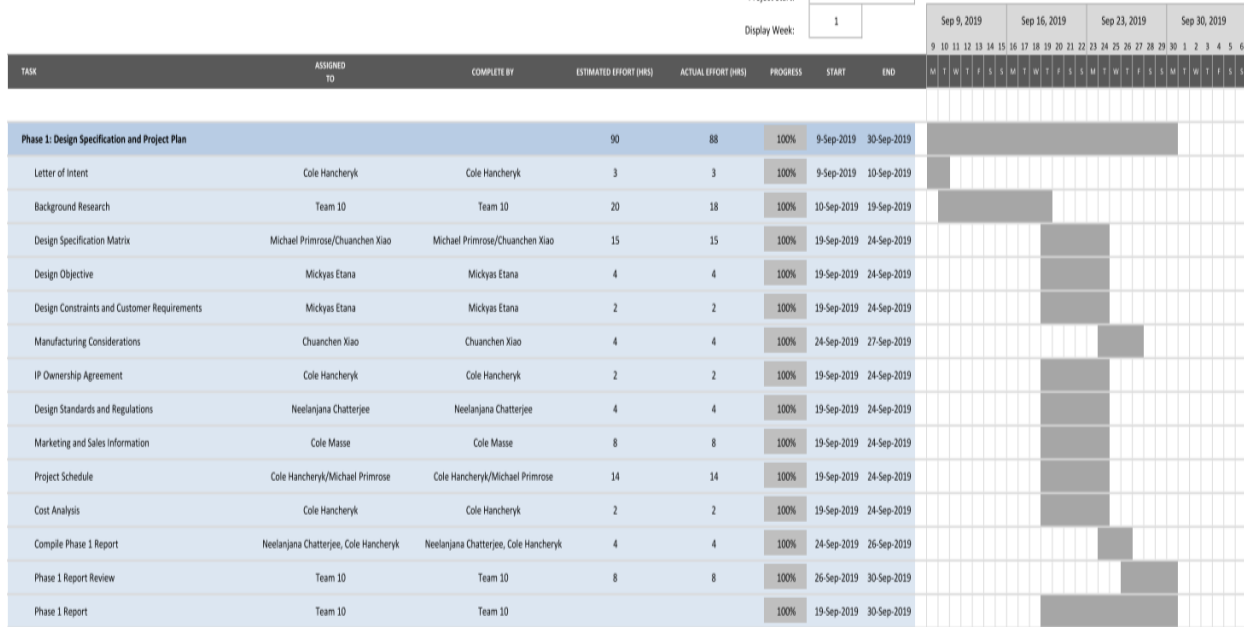 Display Week: 1
Sep 9, 2019 Sep 16, 2019 Sep 23, 2019 Sep 30, 2019
9 10 11 12 13 14 15 16 17 18 19 20 21 22 23 24 25 26 27 28 29 30 1 2 3 4 5 6
TASK ASSIGNED TO COMPLETE BY ESTIMATED EFFORT (HRS) ACTUAL EFFORT (HRS) PROGRESS START END M T W T F S S M T W T F S S M T W T F S S M T W T F S
Phase 1: Design Specification and Project Plan 90 88 100% 9-Sep-2019 30-Sep-2019
Letter of Intent Cole Hancheryk Cole Hancheryk 3 3 100% 9-Sep-2019 10-Sep-2019
Background Research Team 10 Team 10 20 18 100% 10-Sep-2019 19-Sep-2019
Design Specification Matrix Michael Primrose/Chuanchen Xiao Michael Primrose/Chuanchen Xiao 15 15 100% 19-Sep-2019 24-Sep-2019
Design Objective Mickyas Etana Mickyas Etana 4 4 100% 19-Sep-2019 24-Sep-2019
Design Constraints and Customer Requirements Mickyas Etana Mickyas Etana 2 2 100% 19-Sep-2019 24-Sep-2019
Manufacturing Considerations Chuanchen Xiao Chuanchen Xiao 4 4 100% 24-Sep-2019 27-Sep-2019
IP Ownership Agreement Cole Hancheryk Cole Hancheryk 2 2 100% 19-Sep-2019 24-Sep-2019
Design Standards and Regulations Neelanjana Chatterjee Neelanjana Chatterjee 4 4 100% 19-Sep-2019 24-Sep-2019
Marketing and Sales Information Cole Masse Cole Masse 8 8 100% 19-Sep-2019 24-Sep-2019
Project Schedule Cole Hancheryk/Michael Primrose Cole Hancheryk/Michael Primrose 14 14 100% 19-Sep-2019 24-Sep-2019
Cost Analysis Cole Hancheryk Cole Hancheryk 2 2 100% 19-Sep-2019 24-Sep-2019
Compile Phase 1 Report Neelanjana Chatterjee, Cole Hancheryk Neelanjana Chatterjee, Cole Hancheryk 4 4 100% 24-Sep-2019 26-Sep-2019
Phase 1 Report Review Team 10 Team 10 8 8 100% 26-Sep-2019 30-Sep-2019
Phase 1 Report Team 10 Team 10 100% 19-Sep-2019 30-Sep-2019